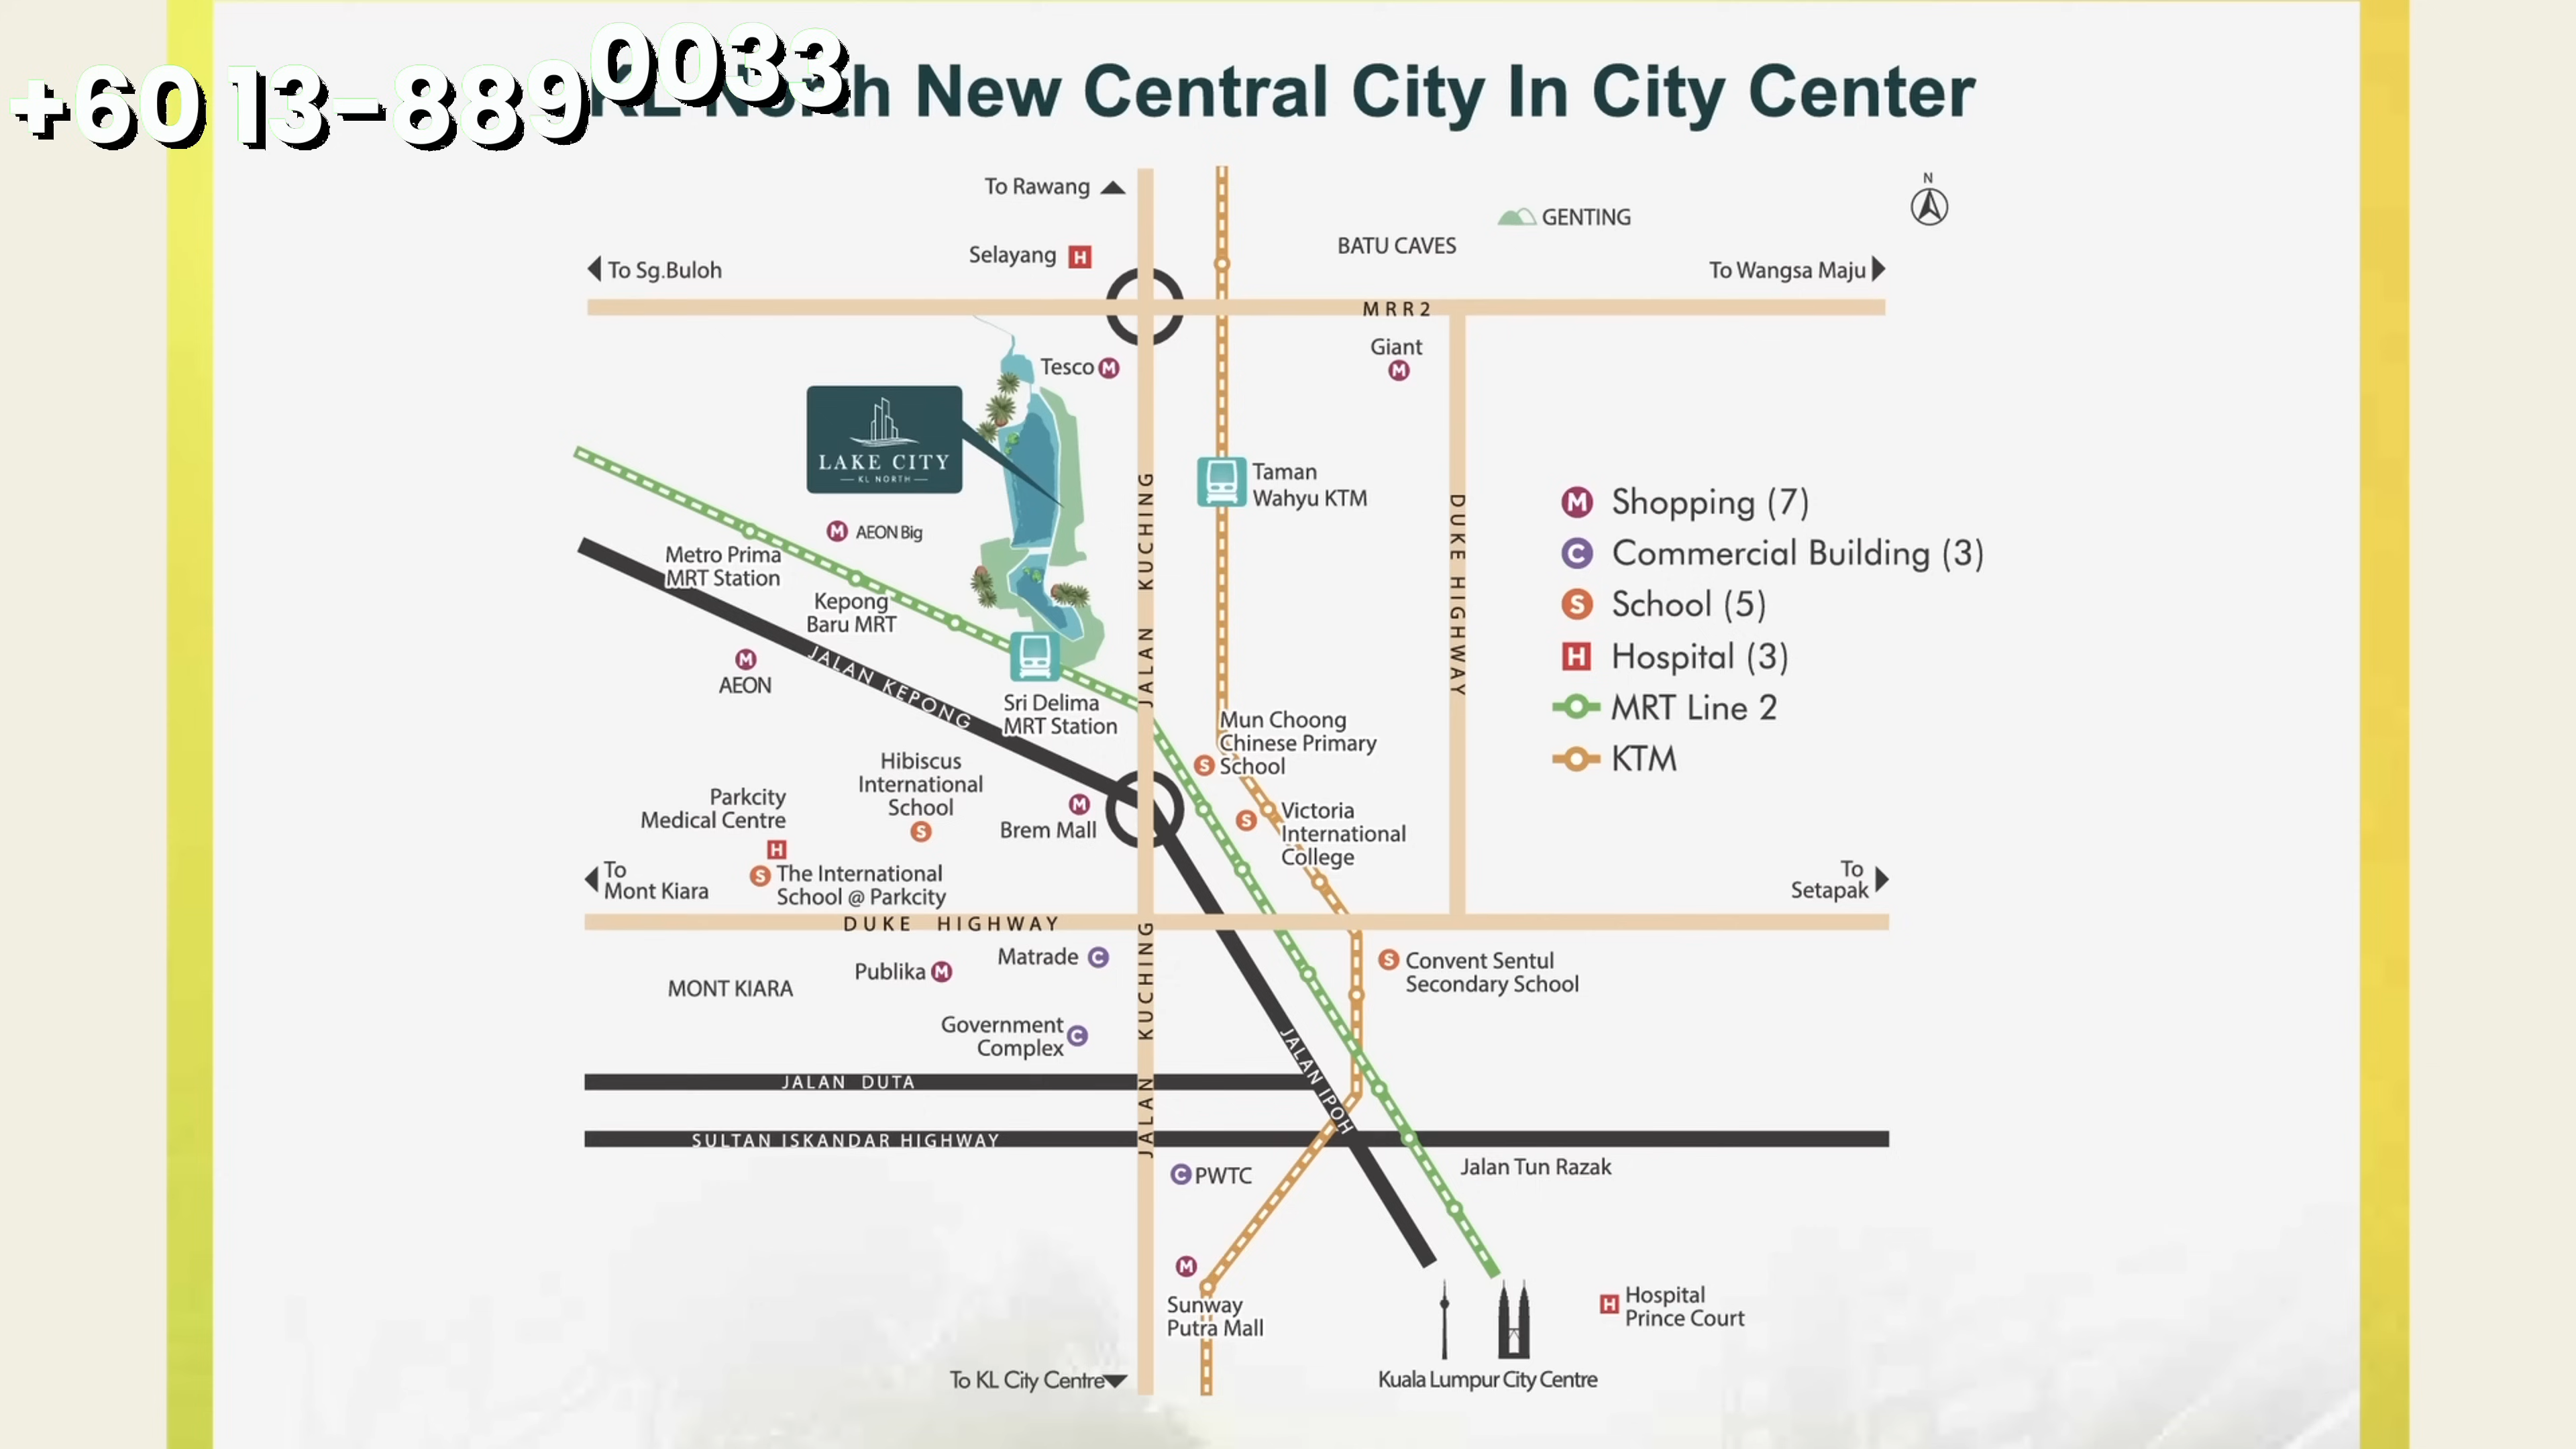 +60 13-8890033
KL North New Central City In City Center
To Rawang
N
GENTING
BATU CAVES
Selayang H
To Sg.Buloh
To Wangsa Maju
MRR2
Giant
M
Tesco M
LAKE CITY
KL NORTH
Taman
Wahyu KTM
JALAN KUCHING
DUKE HIGHWAY
M AEON Big
Metro Prima
MRT Station
Kepong
Baru MRT
M
AEON
JALAN KEPONG
Sri Delima
MRT Station
M Shopping (7)
C Commercial Building (3)
S School (5)
H Hospital (3)
MRT Line 2
KTM
Mun Choong
Chinese Primary
S School
Hibiscus
International
School
S
Parkcity
Medical Centre
H
M
Brem Mall
S Victoria
International
College
To
Mont Kiara
S The International
School @ Parkcity
To
Setapak
DUKE HIGHWAY
Matrade C
Publika M
MONT KIARA
S Convent Sentul
Secondary School
Government
Complex C
JALAN KUCHING
JALAN IPOH
JALAN DUTA
JALAN
SULTAN ISKANDAR HIGHWAY
C PWTC
Jalan Tun Razak
M
Sunway
Putra Mall
H Hospital
Prince Court
To KL City Centre
Kuala Lumpur City Centre